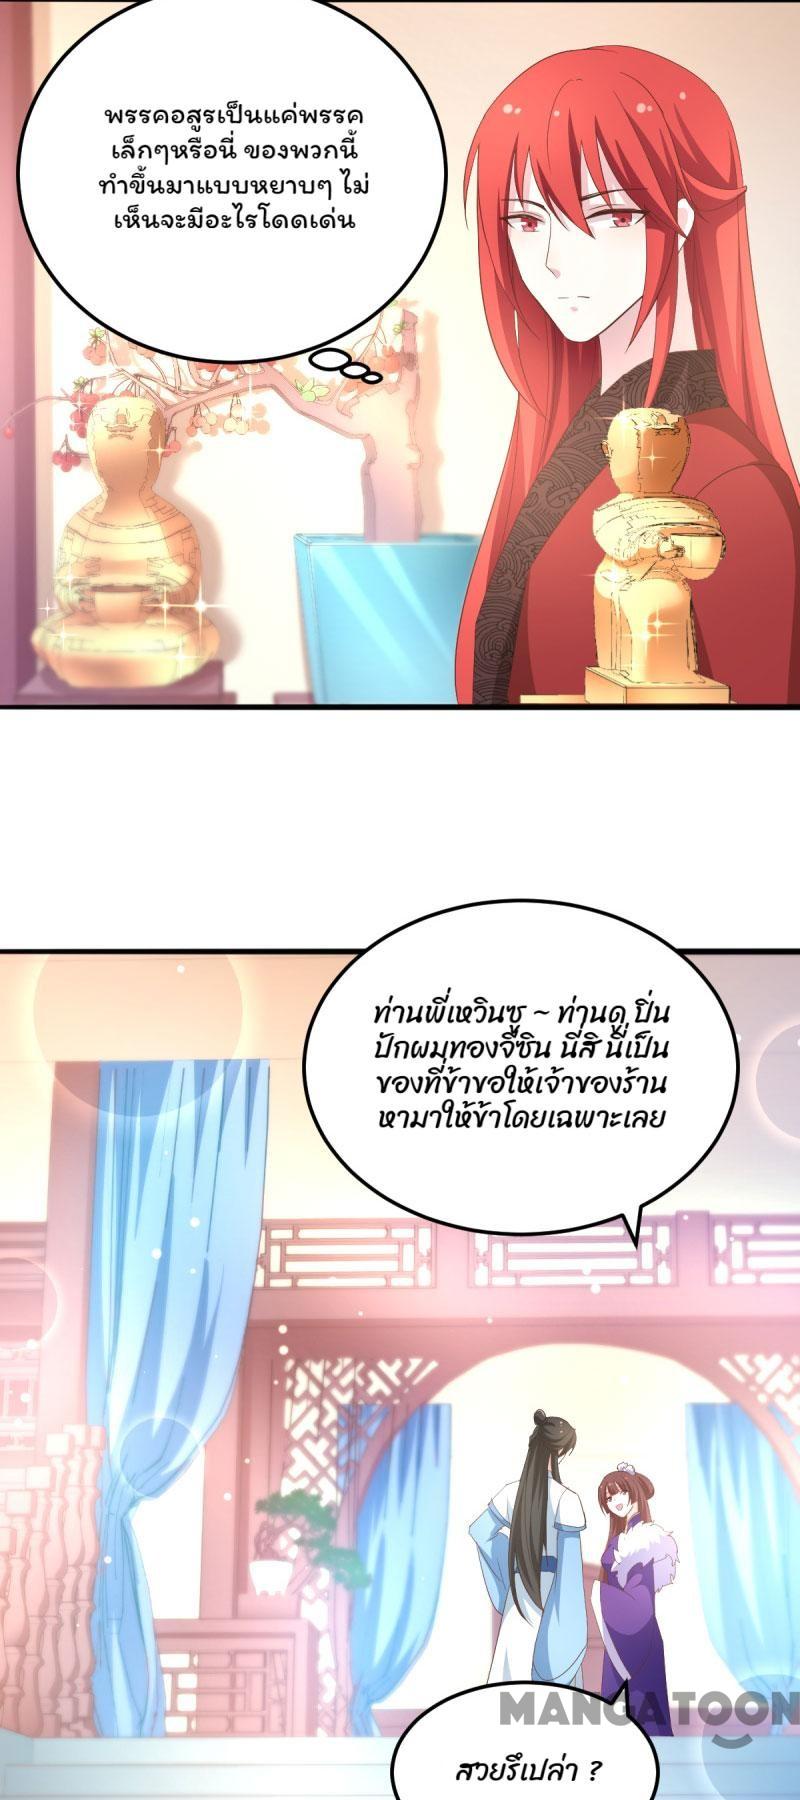 พรรคอสูรเป็นแค่พรรค
เล็กๆหรือนี่ ของพวกนี้
ทำขึ้นมาแบบหยาบๆ ไม่
เห็นจะมีอะไรโดดเด่น
ท่านพี่เหวินซู ~ ท่านดู ปิ่น
ปักผมทองจีซิน นี่สิ นี่เป็น
ของที่ข้าขอให้เจ้าของร้าน
หามาให้ข้าโดยเฉพาะเลย
MANGATOON
สวยรึเปล่า ?